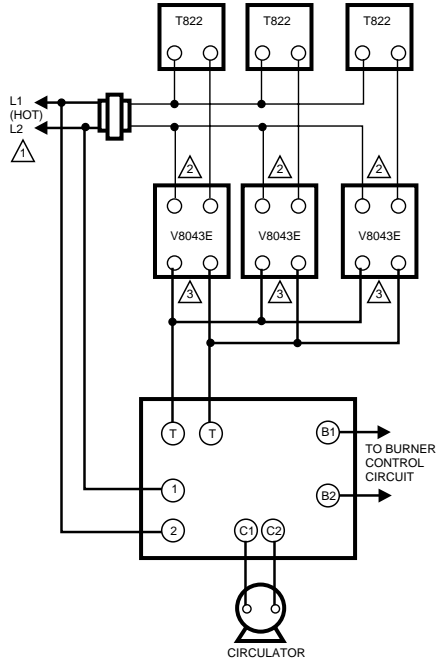 T822 T822 T822
L1
(HOT)
L2
1
2 2 2
V8043E V8043E V8043E
3 3 3
T T B1
TO BURNER
CONTROL
CIRCUIT
1
B2
2
C1 C2
CIRCULATOR